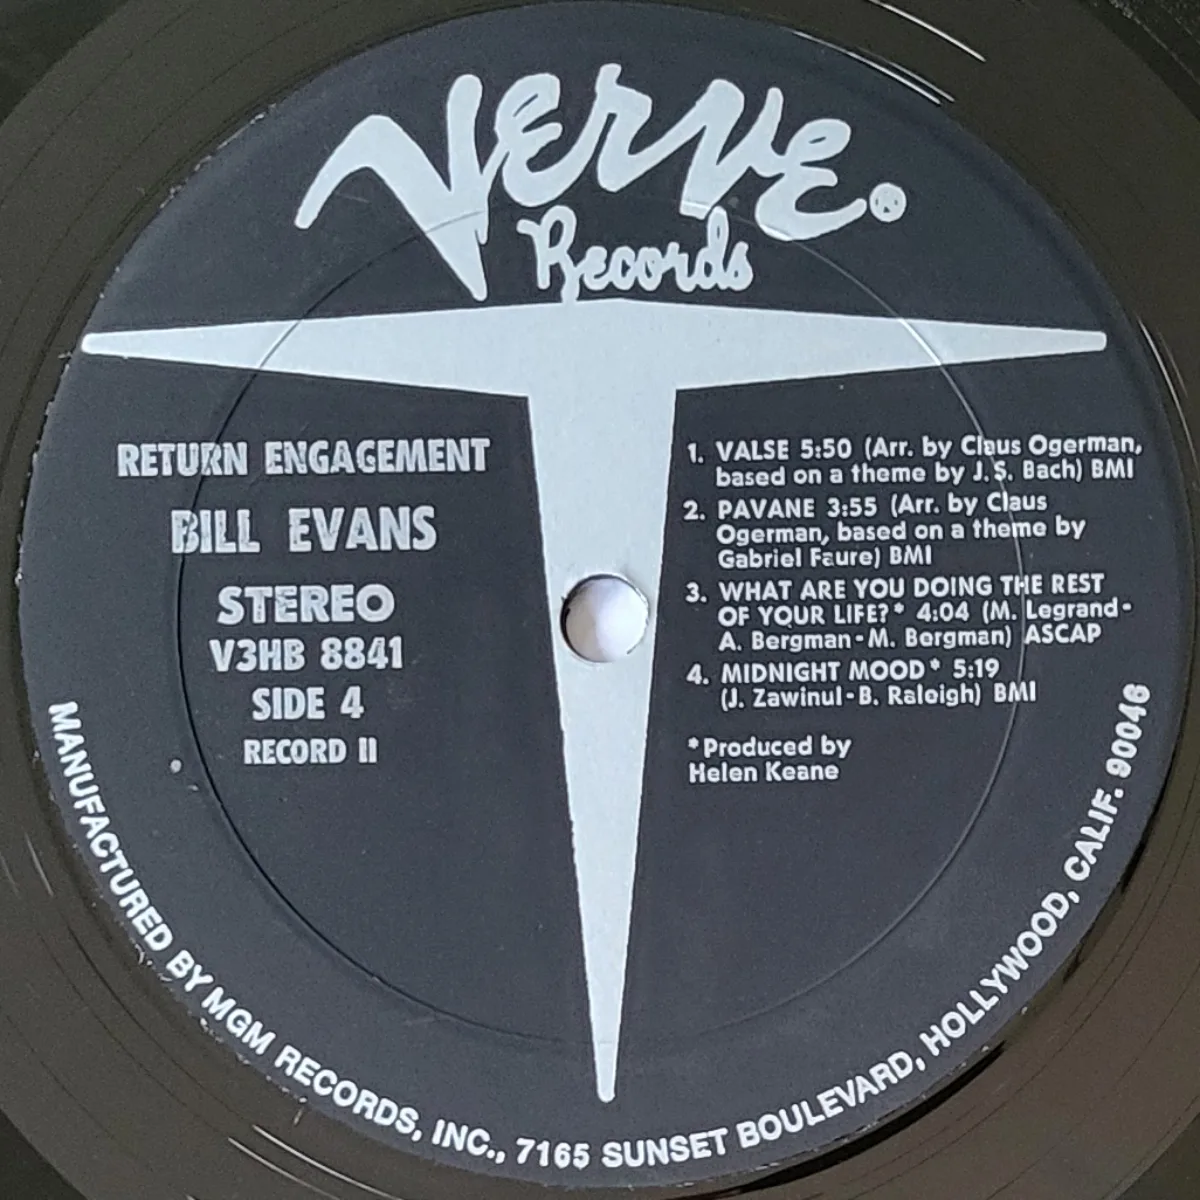 Verve®
Records
RETURN ENGAGEMENT
BILL EVANS
STEREO
V3HB 8841
SIDE 4
RECORD II
1. VALSE 5:50 (Arr. by Claus Ogerman,
based on a theme by J.S. Bach) BMI
2. PAVANE 3:55 (Arr. by Claus
Ogerman, based on a theme by
Gabriel Faure) BMI
3. WHAT ARE YOU DOING THE REST
OF YOUR LIFE?* 4:04 (M. Legrand-
A. Bergman-M. Bergman) ASCAP
4. MIDNIGHT MOOD* 5:19
(J. Zawinul-B. Raleigh) BMI
*Produced by
Helen Keane
MANUFACTURED BY MGM RECORDS, INC., 7165 SUNSET BOULEVARD, HOLLYWOOD, CALIF. 90046